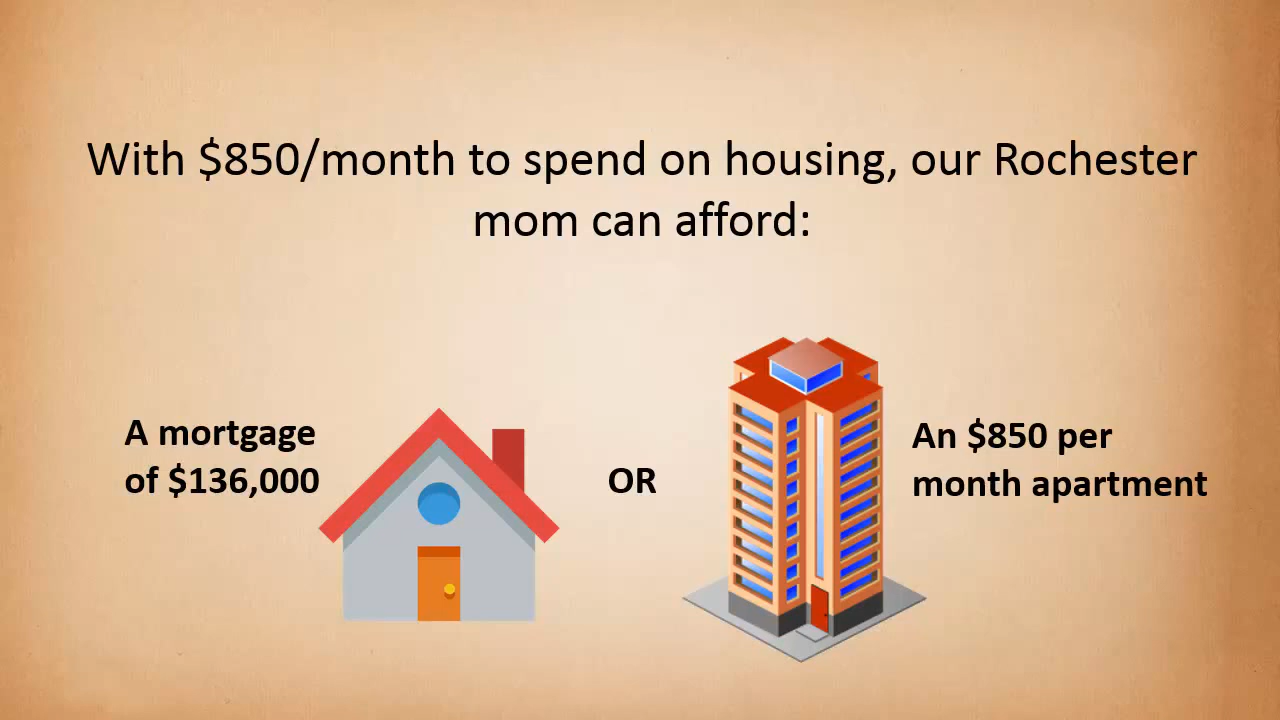 With $850/month to spend on housing, our Rochester
mom can afford:
A mortgage
of $136,000
OR
An $850 per
month apartment